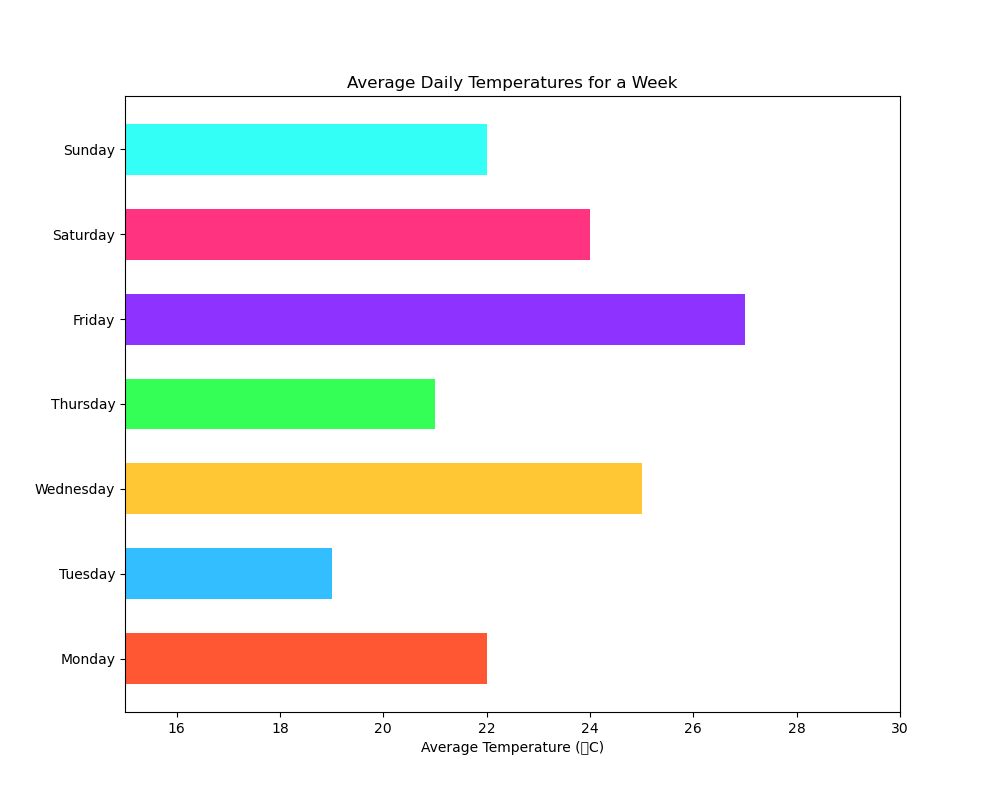 Average Daily Temperatures for a Week
Sunday
Saturday
Friday
Thursday
Wednesday
Tuesday
Monday
16 18 20 22 24 26 28 30
Average Temperature (▯C)